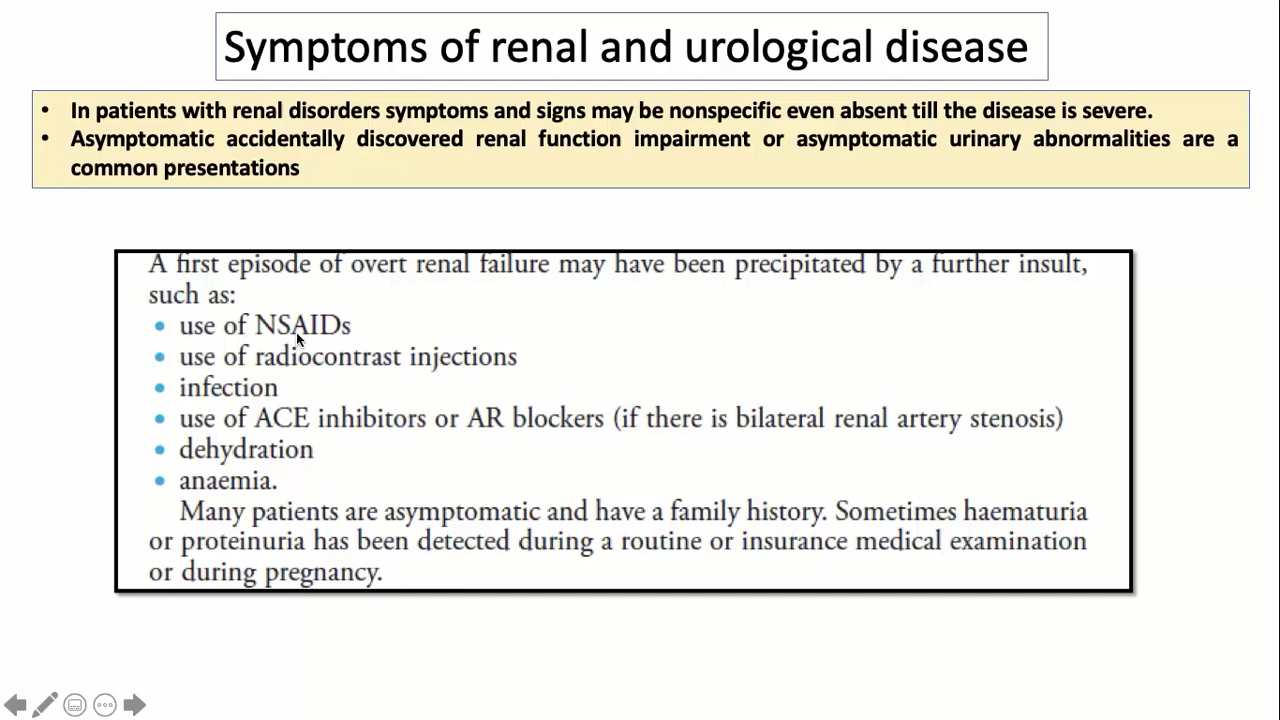 Symptoms of renal and urological disease
• In patients with renal disorders symptoms and signs may be nonspecific even absent till the disease is severe.
• Asymptomatic accidentally discovered renal function impairment or asymptomatic urinary abnormalities are a
common presentations
A first episode of overt renal failure may have been precipitated by a further insult,
such as:
• use of NSAIDs
• use of radiocontrast injections
• infection
• use of ACE inhibitors or AR blockers (if there is bilateral renal artery stenosis)
• dehydration
• anaemia.
Many patients are asymptomatic and have a family history. Sometimes haematuria
or proteinuria has been detected during a routine or insurance medical examination
or during pregnancy.